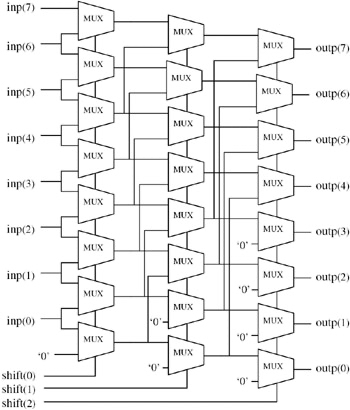 inp(7)
MUX
MUX
MUX
outp(7)
inp(6)
MUX
MUX
MUX
outp(6)
inp(5)
MUX
MUX
MUX
outp(5)
inp(4)
MUX
MUX
MUX
outp(4)
inp(3)
MUX
MUX
MUX
outp(3)
'0'
inp(2)
MUX
MUX
MUX
outp(2)
'0'
inp(1)
MUX
MUX
MUX
outp(1)
'0'
'0'
inp(0)
MUX
MUX
MUX
outp(0)
'0'
'0'
'0'
shift(0)
shift(1)
shift(2)